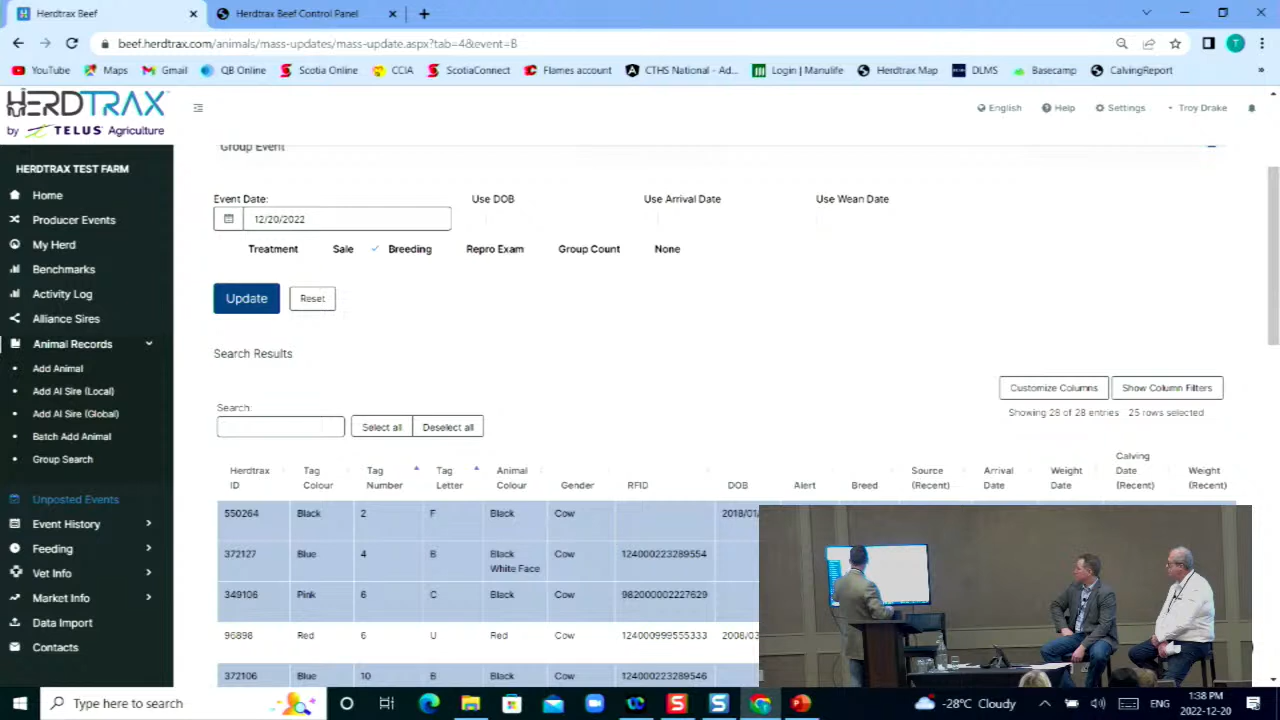 Herdtrax Beef
Herdtrax Beef Control Panel
beef.herdtrax.com/animals/mass-updates/mass-update.aspx?tab=4&event=B
YouTube Maps Gmail QB Online Scotia Online CCIA ScotiaConnect Flames account CTHS National - Ad... Login | Manulife Herdtrax Map DLMS Basecamp CalvingReport
HERDTRAX
by TELUS Agriculture
English Help Settings Troy Drake
HERDTRAX TEST FARM
Home
Producer Events
My Herd
Benchmarks
Activity Log
Alliance Sires
Animal Records
Add Animal
Add AI Sire (Local)
Add AI Sire (Global)
Batch Add Animal
Group Search
Unposted Events
Event History
Feeding
Vet Info
Market Info
Data Import
Contacts
Group Event
Event Date: Use DOB Use Arrival Date Use Wean Date
12/20/2022
Treatment Sale Breeding Repro Exam Group Count None
Update Reset
Search Results
Customize Columns Show Column Filters
Showing 28 of 28 entries 25 rows selected
Search:
Select all Deselect all
Herdtrax ID Tag Colour Tag Number Tag Letter Animal Colour Gender RFID DOB Alert Breed Source (Recent) Arrival Date Weight Date Calving Date (Recent) Weight (Recent)
550264 Black 2 F Black Cow 2018/01/
372127 Blue 4 B Black White Face Cow 124000223289554
349106 Pink 6 C Black Cow 982000002227629
96898 Red 6 U Red Cow 124000999555333 2008/03
372106 Blue 10 B Black Cow 124000223289546
Type here to search
-28°C Cloudy
ENG
1:38 PM
2022-12-20